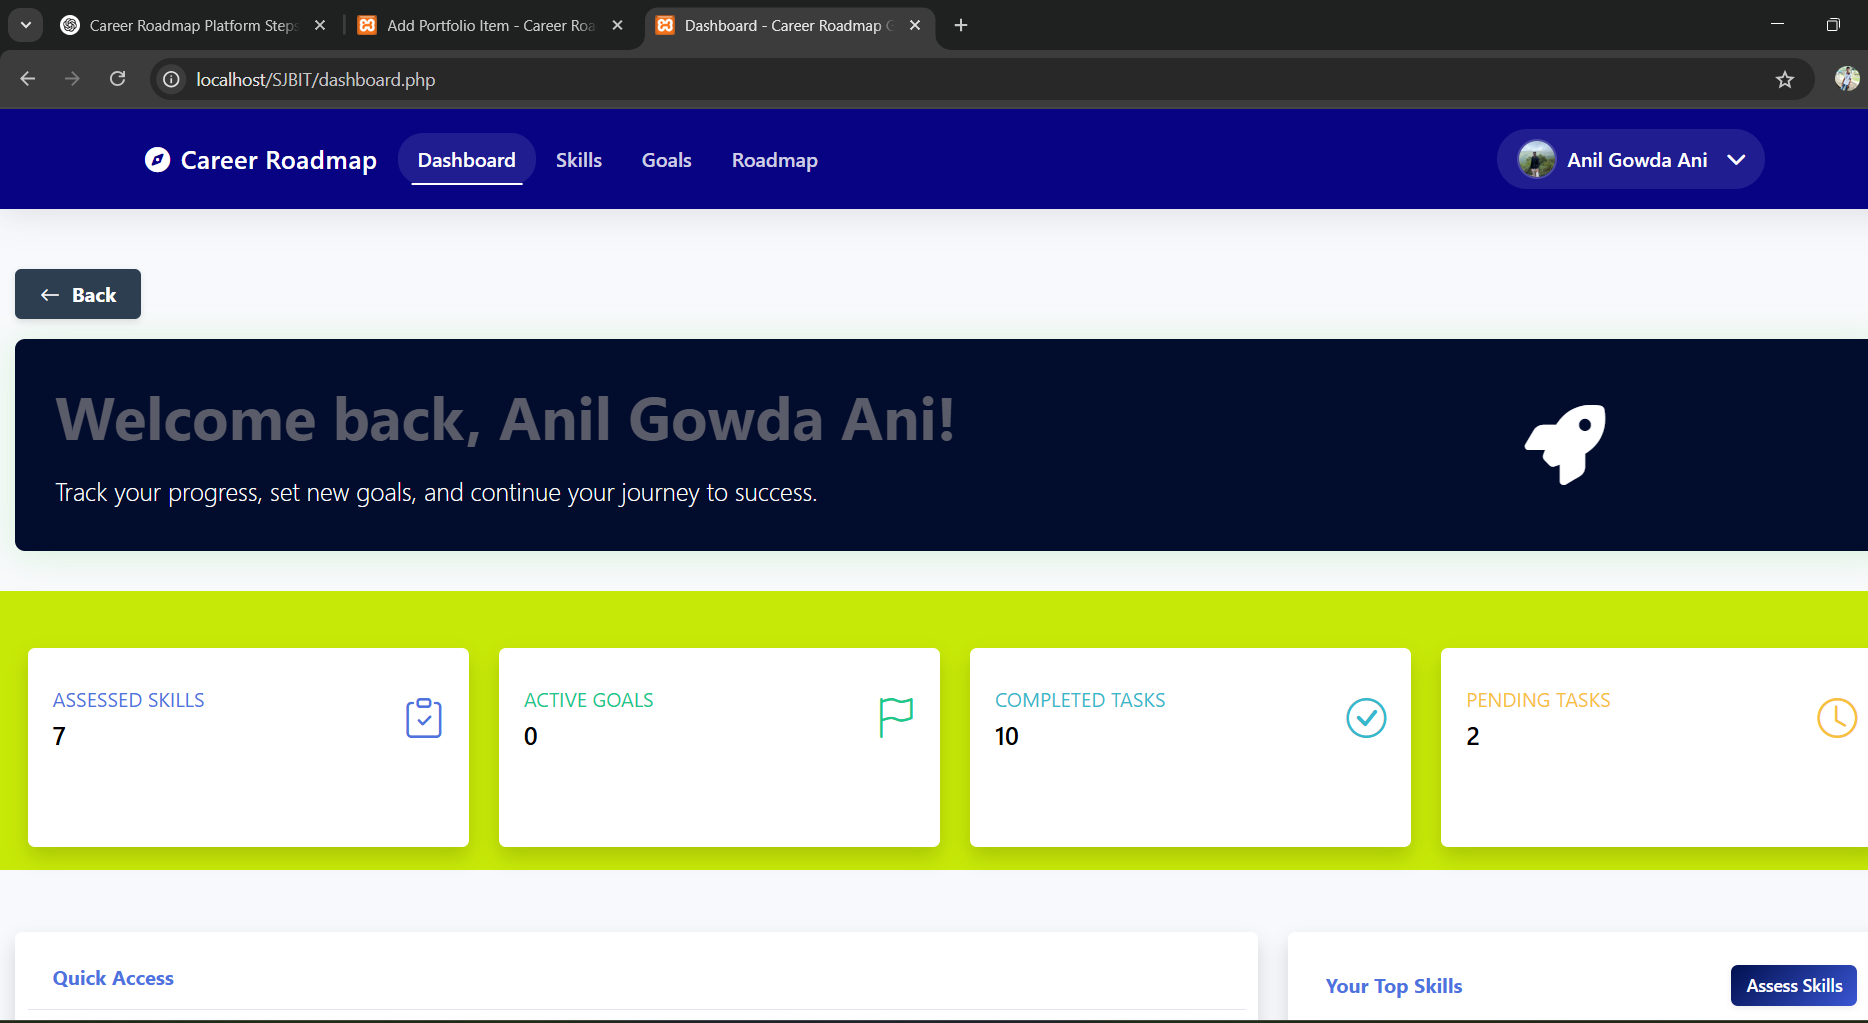 Career Roadmap Platform Steps
Add Portfolio Item - Career Roa
Dashboard - Career Roadmap G
localhost/SJBIT/dashboard.php
Career Roadmap
Dashboard
Skills
Goals
Roadmap
Anil Gowda Ani
Back
Welcome back, Anil Gowda Ani!
Track your progress, set new goals, and continue your journey to success.
ASSESSED SKILLS
7
ACTIVE GOALS
0
COMPLETED TASKS
10
PENDING TASKS
2
Quick Access
Your Top Skills
Assess Skills